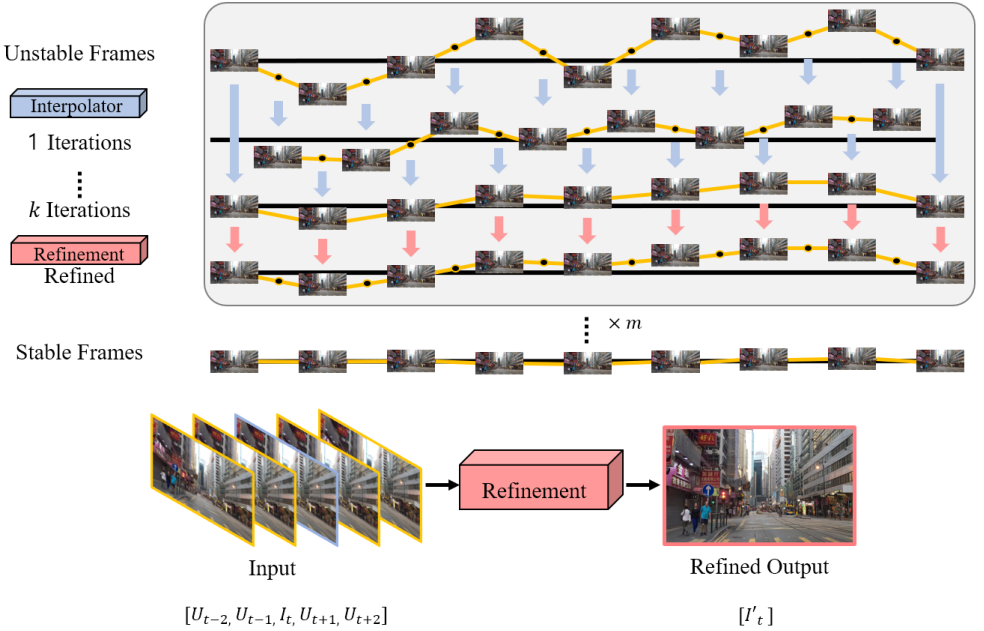 Unstable Frames
Interpolator
1 Iterations
k Iterations
Refinement
Refined
× m
Stable Frames
Refinement
Input
Refined Output
[U_{t−2}, U_{t−1}, I_t, U_{t+1}, U_{t+2}]
[I'_t]